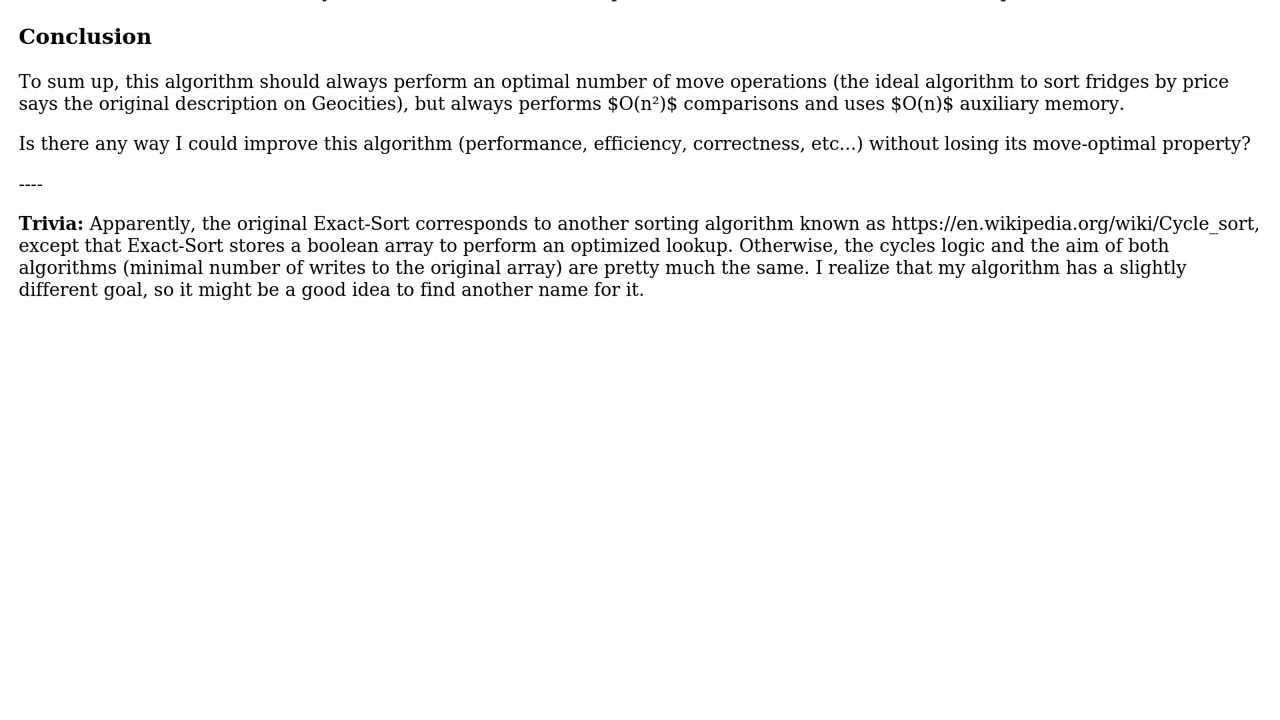 Conclusion
To sum up, this algorithm should always perform an optimal number of move operations (the ideal algorithm to sort fridges by price
says the original description on Geocities), but always performs $O(n²)$ comparisons and uses $O(n)$ auxiliary memory.
Is there any way I could improve this algorithm (performance, efficiency, correctness, etc...) without losing its move-optimal property?
----
Trivia: Apparently, the original Exact-Sort corresponds to another sorting algorithm known as https://en.wikipedia.org/wiki/Cycle_sort,
except that Exact-Sort stores a boolean array to perform an optimized lookup. Otherwise, the cycles logic and the aim of both
algorithms (minimal number of writes to the original array) are pretty much the same. I realize that my algorithm has a slightly
different goal, so it might be a good idea to find another name for it.